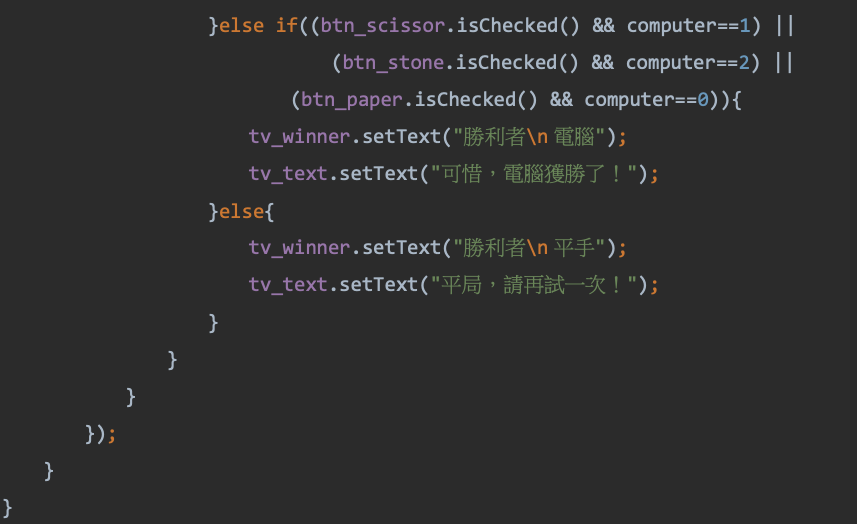 }else if((btn_scissor.isChecked() && computer==1) ||
(btn_stone.isChecked() && computer==2) ||
(btn_paper.isChecked() && computer==0)){
tv_winner.setText("勝利者\n 電腦");
tv_text.setText("可惜，電腦獲勝了！");
}else{
tv_winner.setText("勝利者\n 平手");
tv_text.setText("平局，請再試一次！");
}
}
}
});
}
}